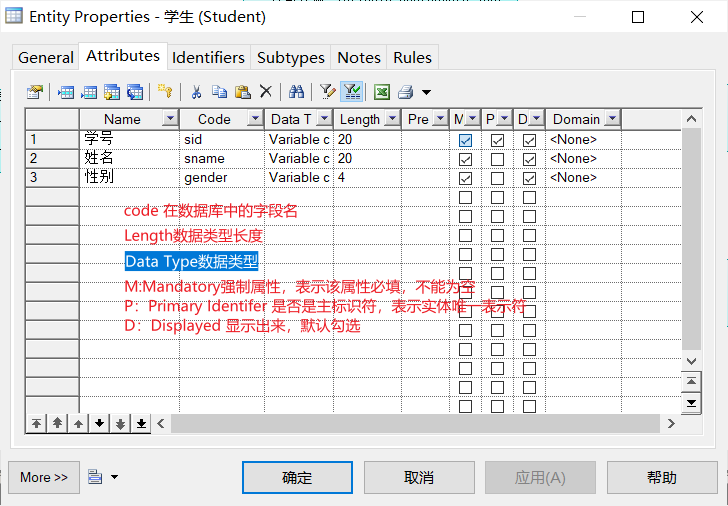 Entity Properties - 学生 (Student)
General Attributes Identifiers Subtypes Notes Rules
Name Code Data T Length Pre M P D Domain
1 学号 sid Variable c 20 <None>
2 姓名 sname Variable c 20 <None>
3 性别 gender Variable c 4 <None>
code 在数据库中的字段名
Length数据类型长度
Data Type数据类型
M:Mandatory强制属性，表示该属性必填，不能为空
P：Primary Identifer 是否是主标识符，表示实体唯一表示符
D：Displayed 显示出来，默认勾选
More >> 确定 取消 应用(A) 帮助